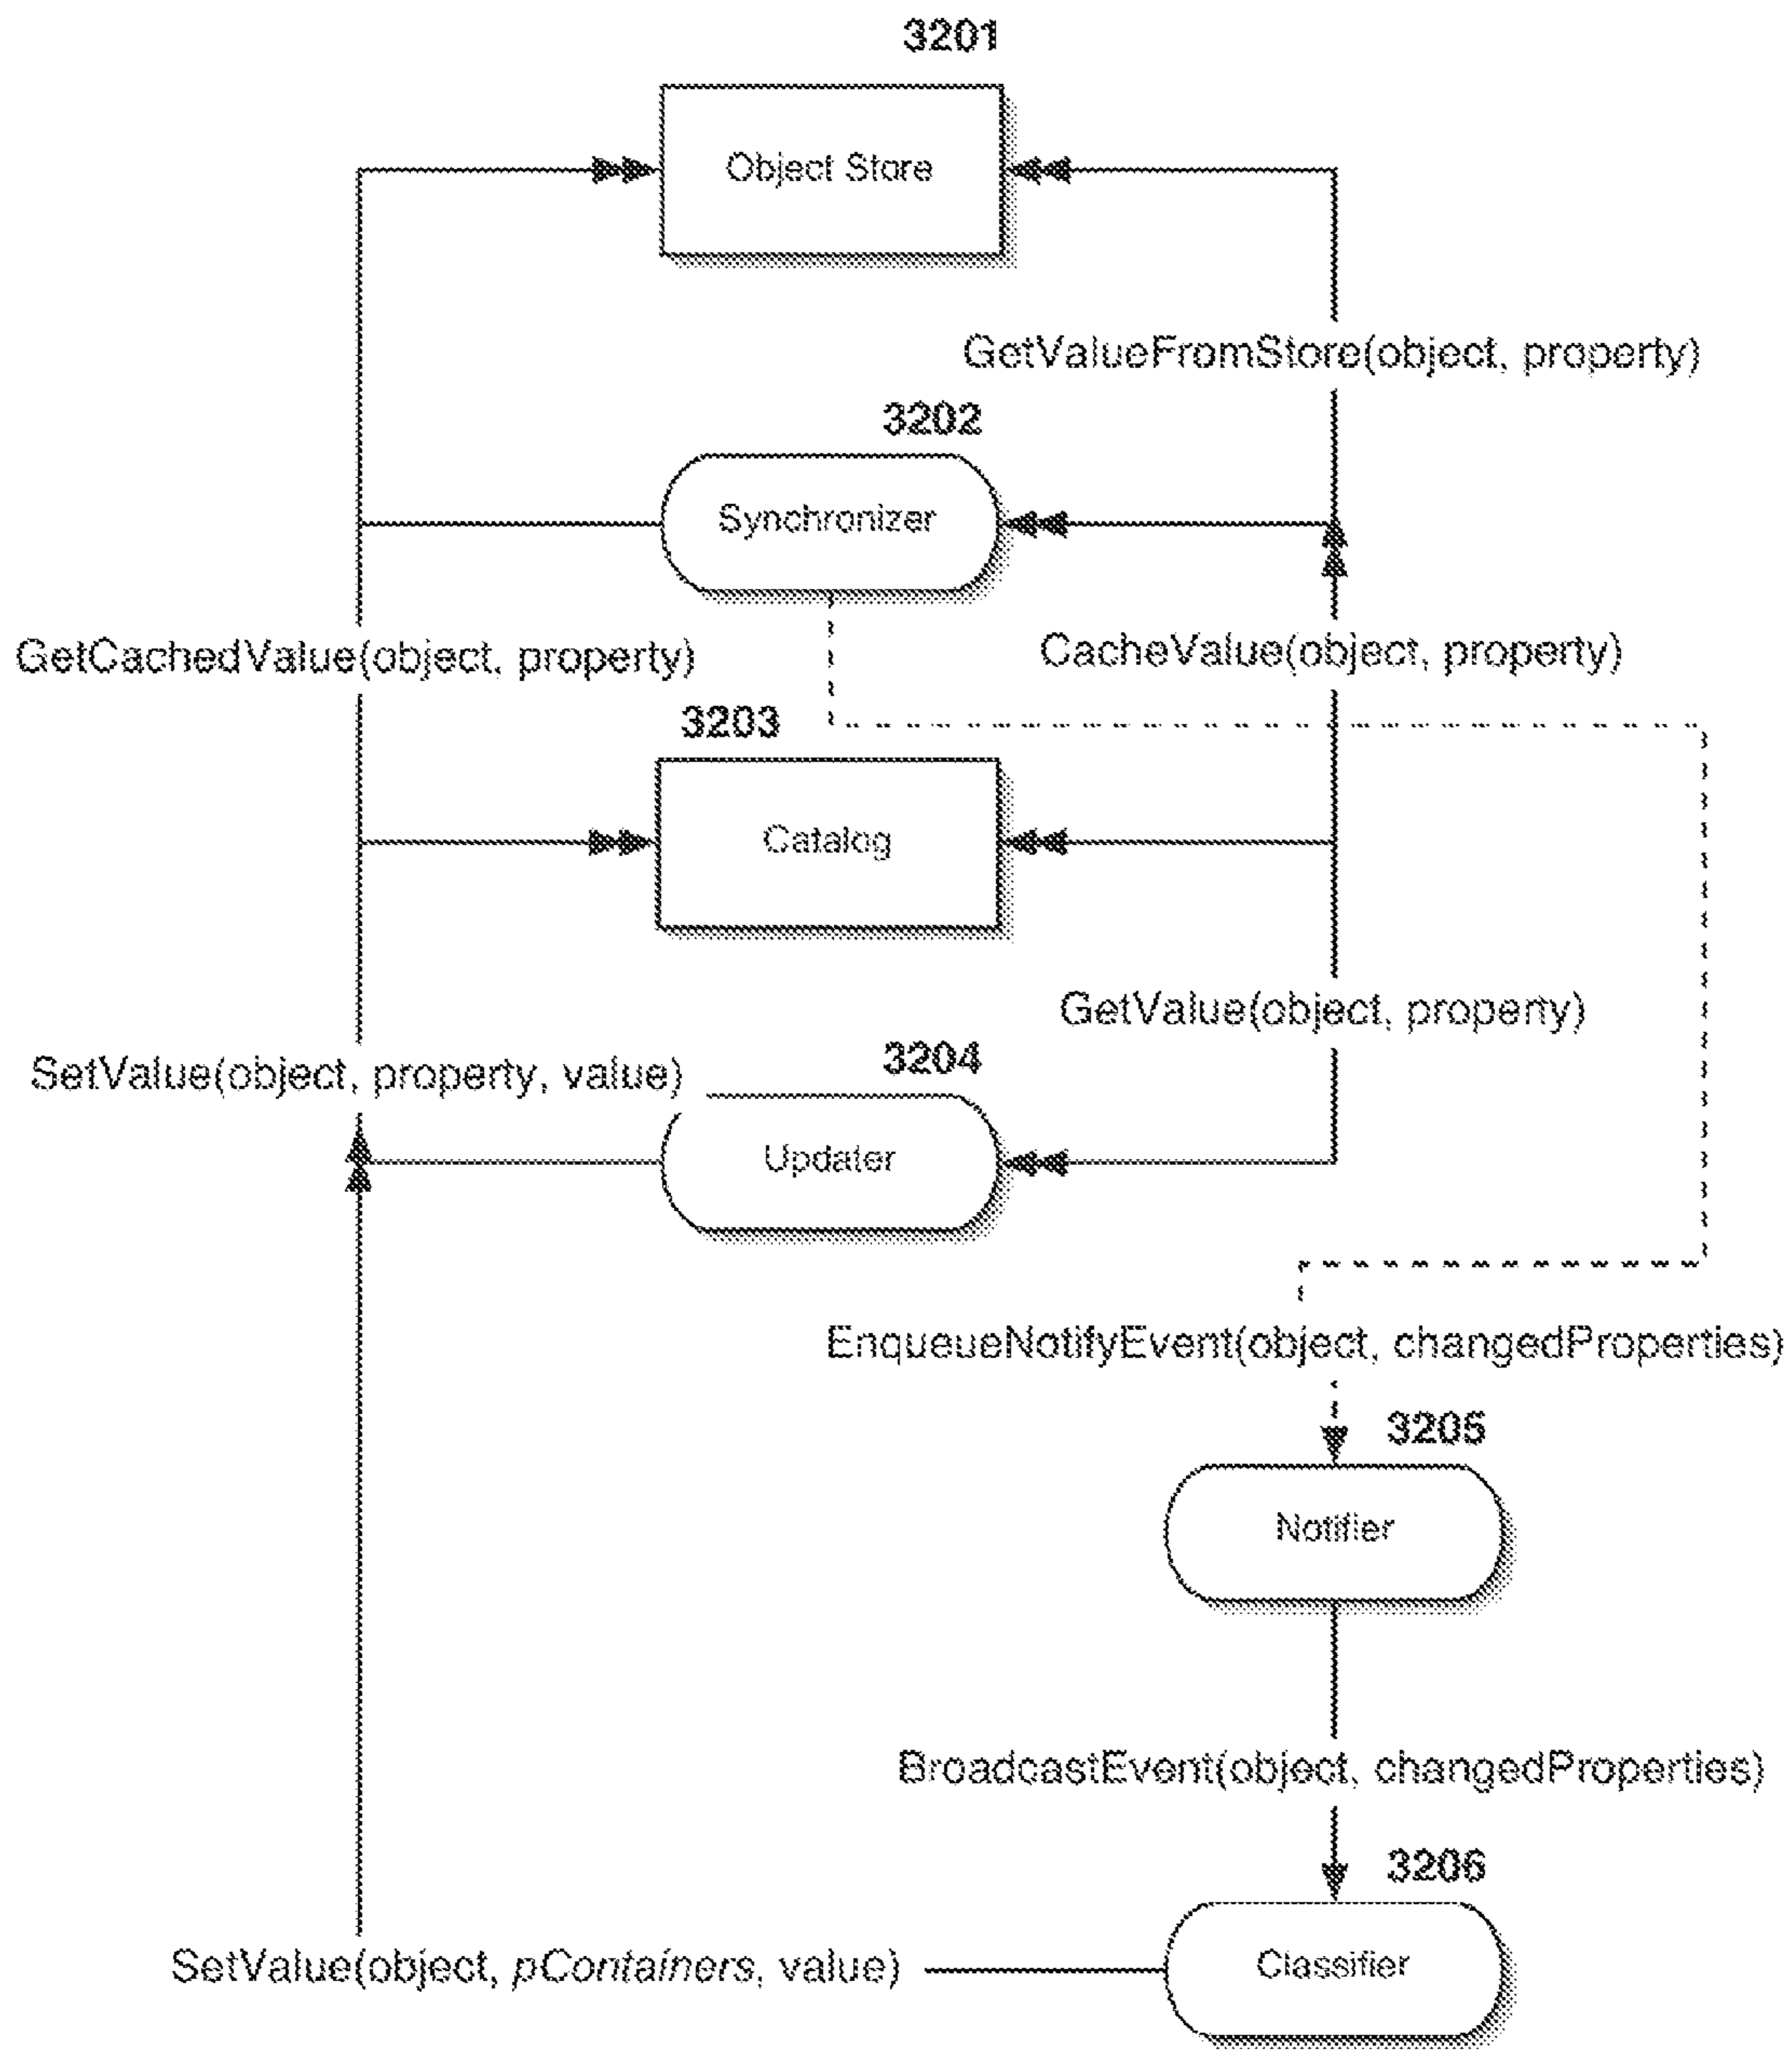 3201
Object Store
GetValueFromStore(object, property)
3202
Synchronizer
GetCachedValue(object, property)
CacheValue(object, property)
3203
Catalog
GetValue(object, property)
3204
SetValue(object, property, value)
Updater
EnqueueNotifyEvent(object, changedProperties)
3205
Notifier
BroadcastEvent(object, changedProperties)
3206
Classifier
SetValue(object, pContainers, value)